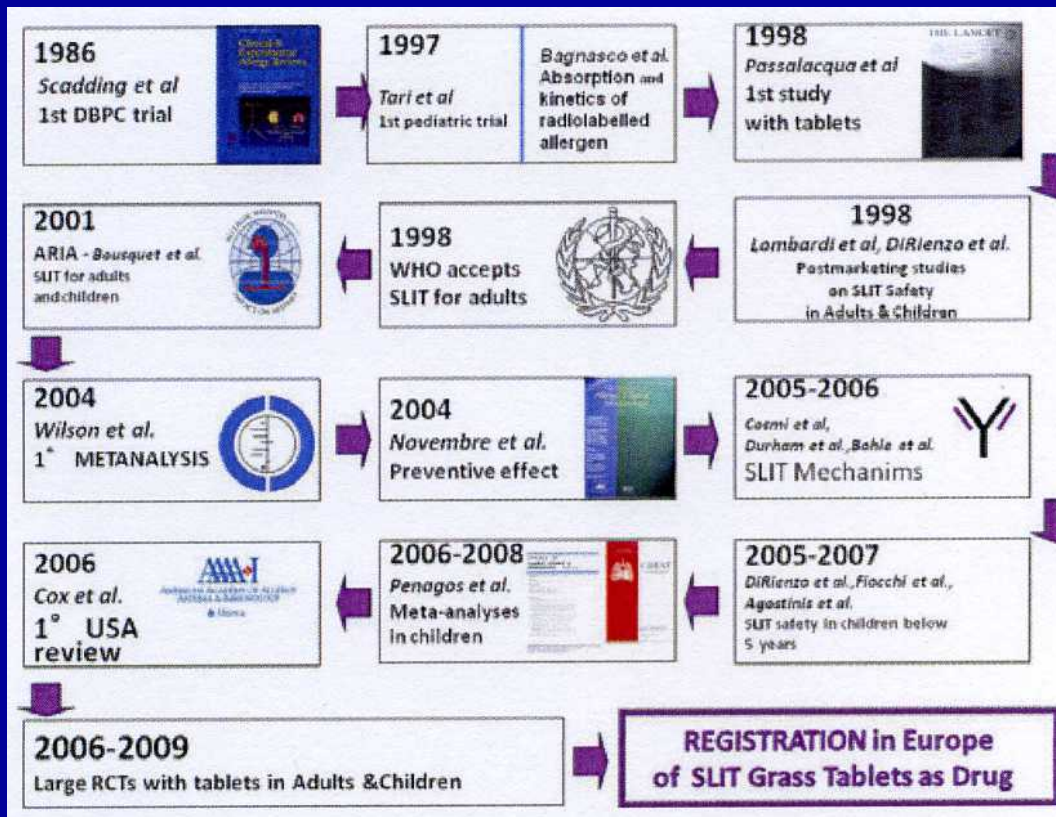 1986
Scadding et al
1st DBPC trial
1997
Tari et al
1st pediatric trial
Bagnasco et al.
Absorption and
kinetics of
radiolabelled
allergen
1998
Passalacqua et al
1st study
with tablets
THE LANCET
1998
Lombardi et al, DiRienzo et al.
Postmarketing studies
on SLIT Safety
in Adults & Children
1998
WHO accepts
SLIT for adults
2001
ARIA - Bousquet et al.
SLIT for adults
and children
2004
Wilson et al.
1° METANALYSIS
2004
Novembre et al.
Preventive effect
2005-2006
Cosmi et al,
Durham et al.,Bohle et al.
SLIT Mechanims
2005-2007
DiRienzo et al.,Fiocchi et al.,
Agostinis et al.
SLIT safety in children below
5 years
2006-2008
Penagos et al.
Meta-analyses
in children
2006
Cox et al.
1° USA
review
AMERICAN ACADEMY OF ALLERGY
ASTHMA & IMMUNOLOGY
2006-2009
Large RCTs with tablets in Adults &Children
REGISTRATION in Europe
of SLIT Grass Tablets as Drug